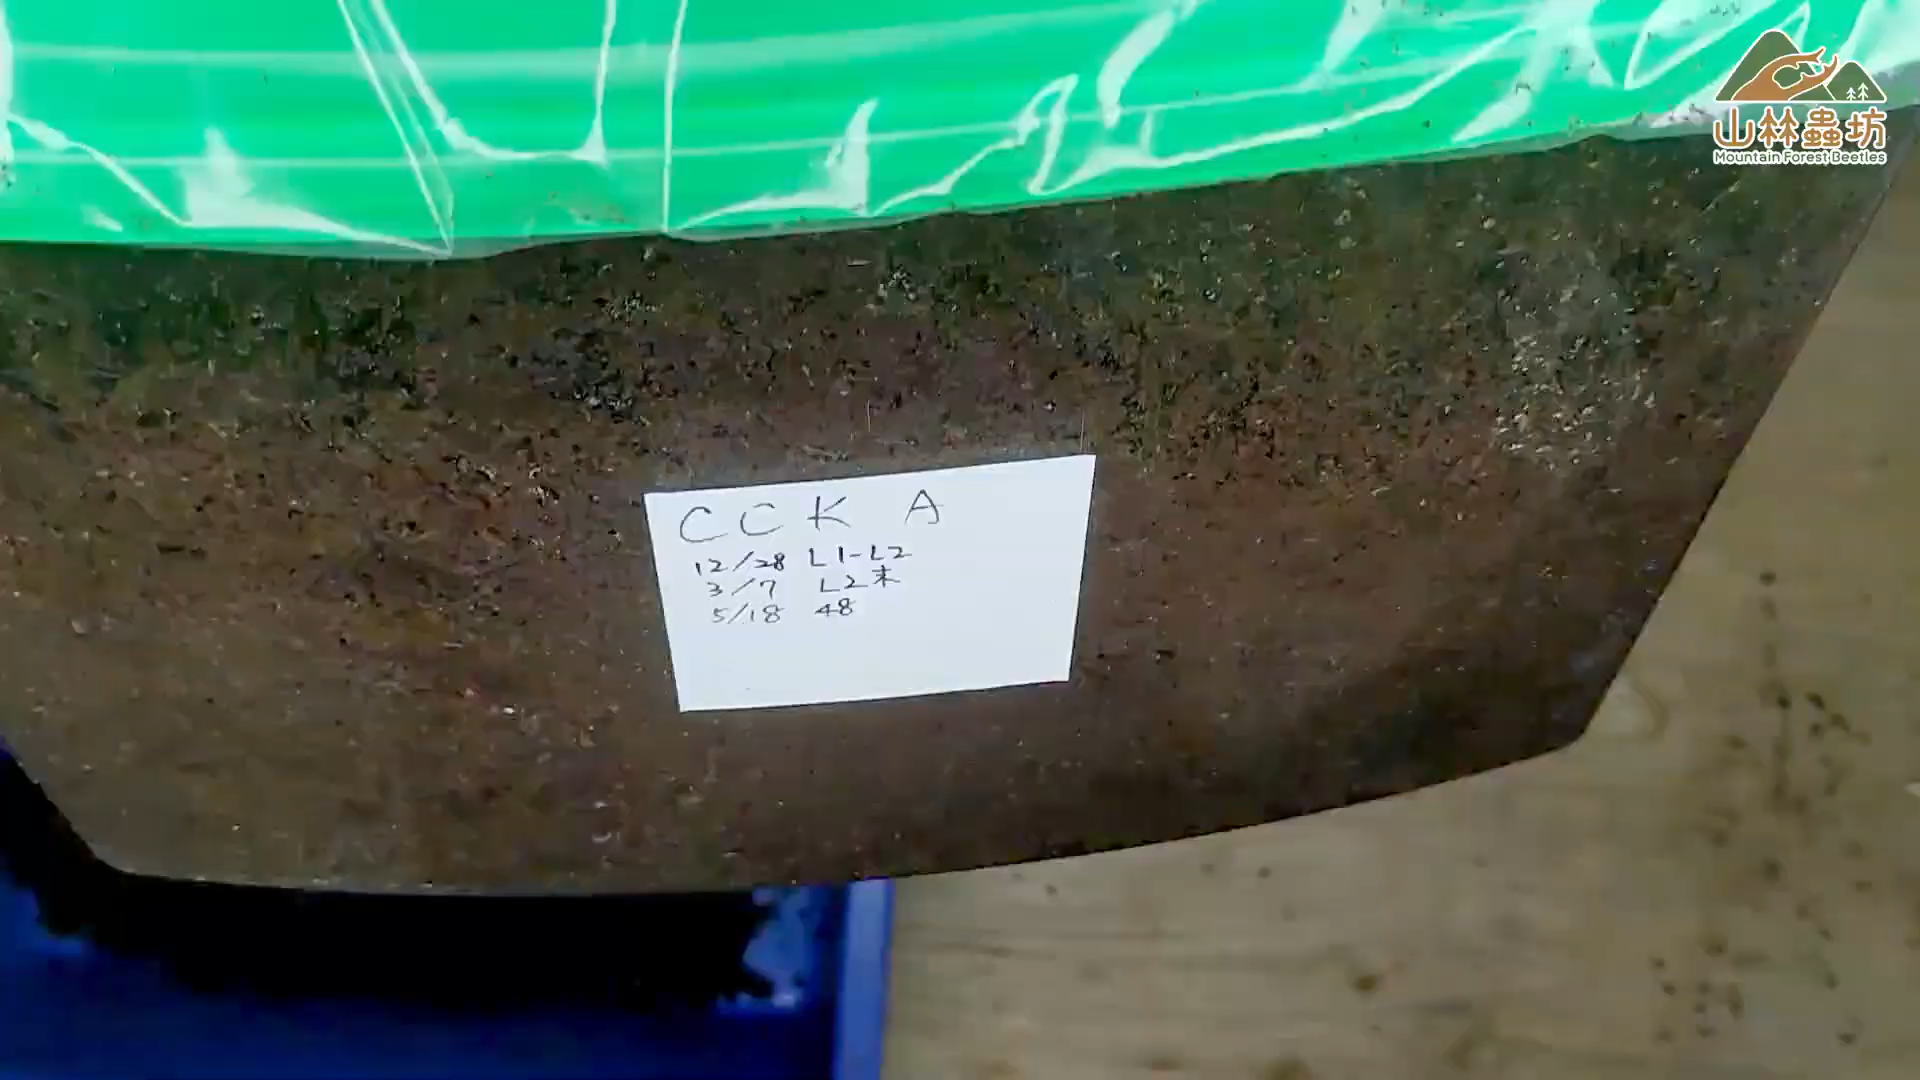 山林蟲坊
Mountain Forest Beetles
CCK A
12/28 L1-L2
3/7 L2末
5/18 48